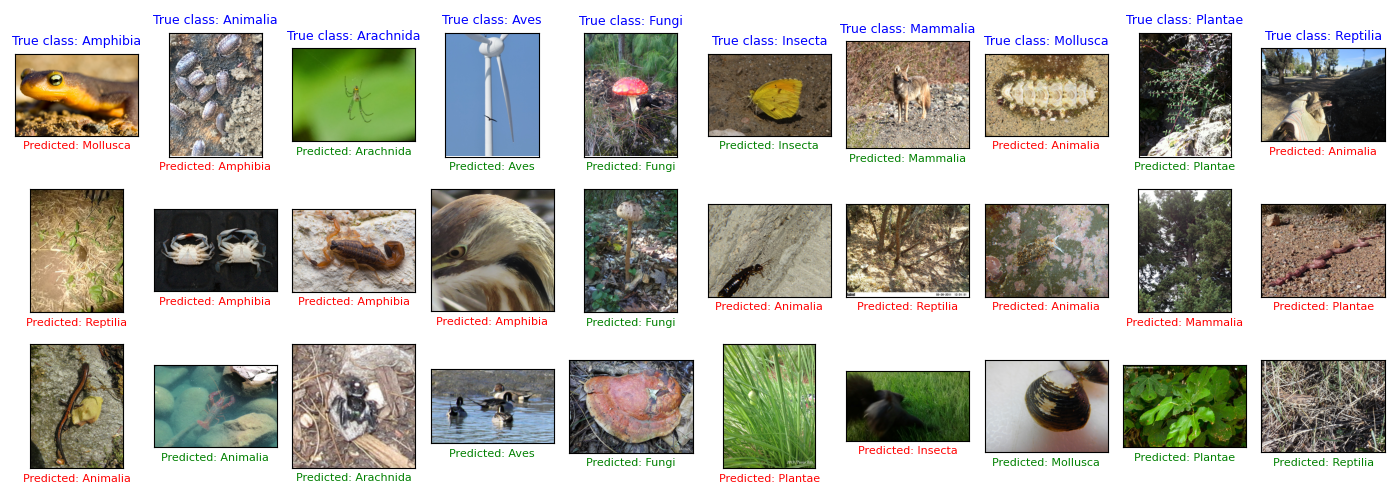 True class: Amphibia
True class: Animalia
True class: Arachnida
True class: Aves
True class: Fungi
True class: Insecta
True class: Mammalia
True class: Mollusca
True class: Plantae
True class: Reptilia
Predicted: Mollusca
Predicted: Amphibia
Predicted: Arachnida
Predicted: Aves
Predicted: Fungi
Predicted: Insecta
Predicted: Mammalia
Predicted: Animalia
Predicted: Plantae
Predicted: Animalia
Predicted: Reptilia
Predicted: Amphibia
Predicted: Amphibia
Predicted: Amphibia
Predicted: Fungi
Predicted: Animalia
Predicted: Reptilia
Predicted: Animalia
Predicted: Mammalia
Predicted: Plantae
Predicted: Animalia
Predicted: Animalia
Predicted: Arachnida
Predicted: Aves
Predicted: Fungi
Predicted: Plantae
Predicted: Insecta
Predicted: Mollusca
Predicted: Plantae
Predicted: Reptilia